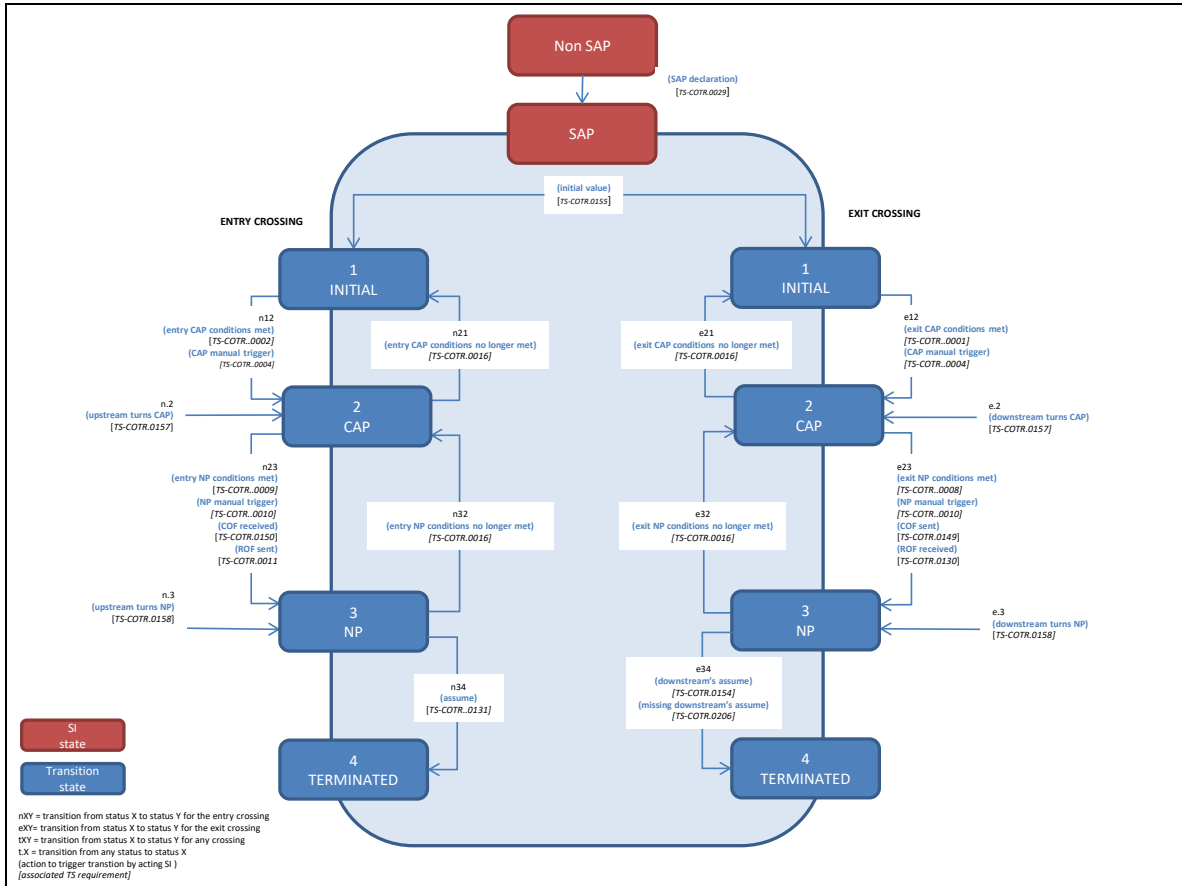 Non SAP
(SAP declaration)
[TS-COTR.0029]
SAP
(initial value)
[TS-COTR.0155]
ENTRY CROSSING
EXIT CROSSING
1
INITIAL
1
INITIAL
n12
(entry CAP conditions met)
[TS-COTR..0002]
(CAP manual trigger)
[TS-COTR..0004]
n21
(entry CAP conditions no longer met)
[TS-COTR.0016]
e21
(exit CAP conditions no longer met)
[TS-COTR.0016]
e12
(exit CAP conditions met)
[TS-COTR..0001]
(CAP manual trigger)
[TS-COTR..0004]
n.2
(upstream turns CAP)
[TS-COTR.0157]
2
CAP
2
CAP
e.2
(downstream turns CAP)
[TS-COTR.0157]
n23
(entry NP conditions met)
[TS-COTR..0009]
(NP manual trigger)
[TS-COTR..0010]
(COF received)
[TS-COTR.0150]
(ROF sent)
[TS-COTR.0011
n32
(entry NP conditions no longer met)
[TS-COTR.0016]
e32
(exit NP conditions no longer met)
[TS-COTR.0016]
e23
(exit NP conditions met)
[TS-COTR..0008]
(NP manual trigger)
[TS-COTR..0010]
(COF sent)
[TS-COTR.0149]
(ROF received)
[TS-COTR.0130]
n.3
(upstream turns NP)
[TS-COTR.0158]
3
NP
3
NP
e.3
(downstream turns NP)
[TS-COTR.0158]
n34
(assume)
[TS-COTR..0131]
e34
(downstream's assume)
[TS-COTR.0154]
(missing downstream's assume)
[TS-COTR.0206]
4
TERMINATED
4
TERMINATED
SI
state
Transition
state
nXY = transition from status X to status Y for the entry crossing
eXY= transition from status X to status Y for the exit crossing
tXY = transition from status X to status Y for any crossing
t.X = transition from any status to status X
(action to trigger transtion by acting SI )
[associated TS requirement]